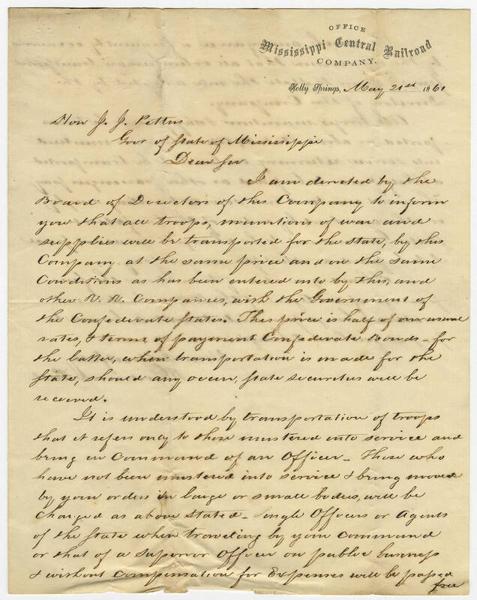 OFFICE
Mississippi Central Railroad
COMPANY.
Holly Springs, May 21st 1861
Hon J. J. Pettus
Govr of State of Mississippi
Dear Sir
I am directed by the
Board of Directors of this Company to inform
you that all troops, munitions of war and
supplies will be transported for the State, by this
Company at the same price and on the same
Conditions as has been entered into by this, and
other R. R. Companies, with the Government of
the Confederate States. This price is half of our usual
rates, & terms of payment Confederate Bonds - for
the latter, when transportation is made for the
State, should any occur, State securities will be
received.
It is understood by transportation of troops
that it refers only to those mustered into service and
being in Command of an Officer - Those who
have not been mustered into service & being moved
by your orders in large or small bodies, will be
Charged as above Stated - single Officers or Agents
of the State when traveling by your Command
or that of a Superior Officer on public business
& without Compensation for Expenses will be passed
free